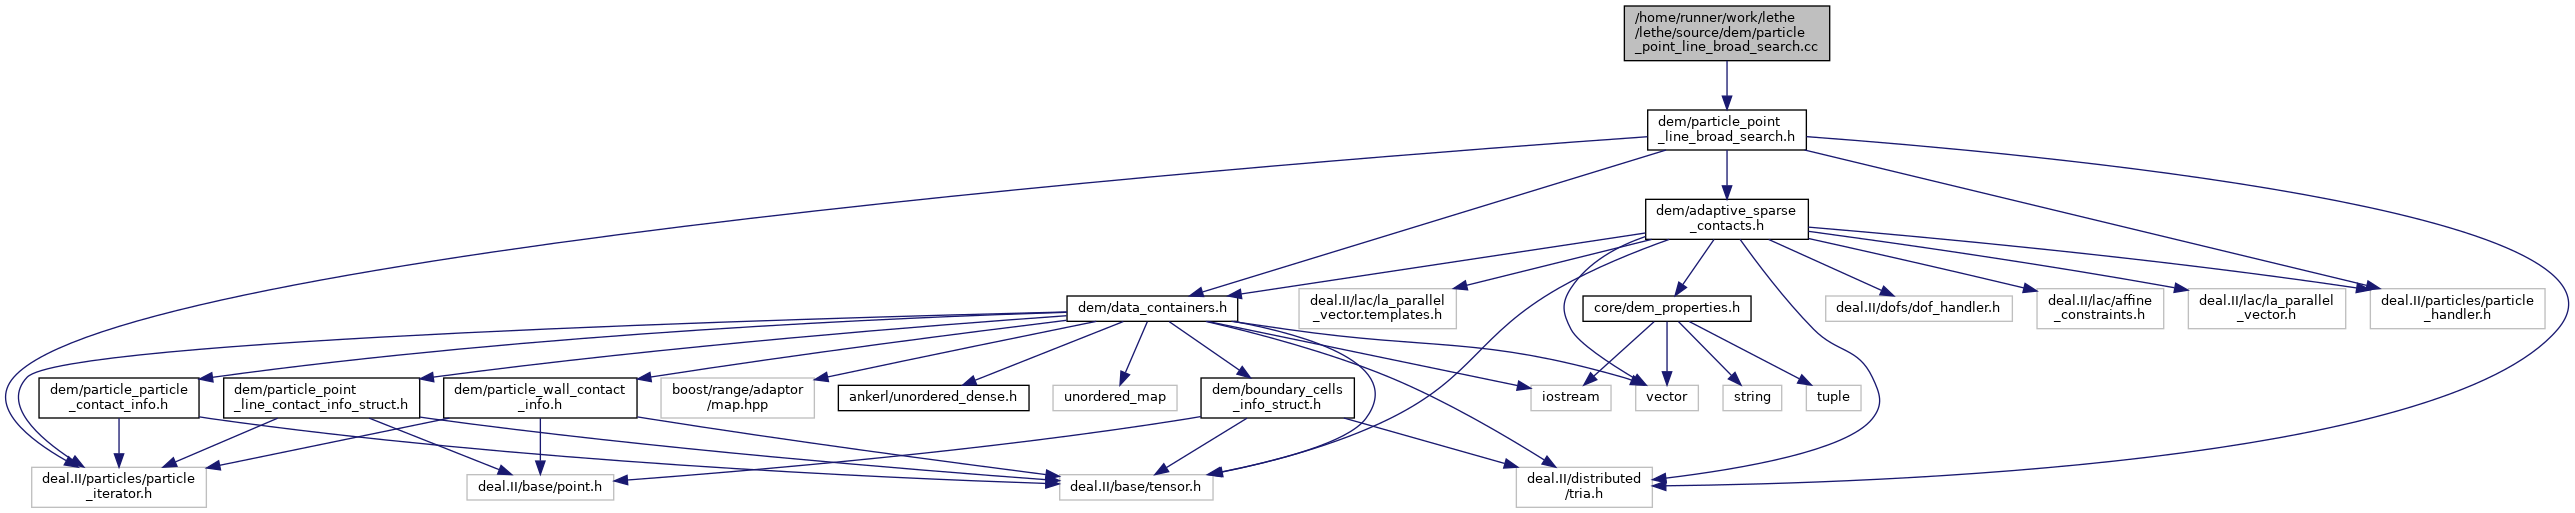 /home/runner/work/lethe
/lethe/source/dem/particle
_point_line_broad_search.cc
dem/particle_point
_line_broad_search.h
dem/adaptive_sparse
_contacts.h
dem/data_containers.h
deal.II/lac/la_parallel
_vector.templates.h
core/dem_properties.h
deal.II/dofs/dof_handler.h
deal.II/lac/affine
_constraints.h
deal.II/lac/la_parallel
_vector.h
deal.II/particles/particle
_handler.h
dem/particle_particle
_contact_info.h
dem/particle_point
_line_contact_info_struct.h
dem/particle_wall_contact
_info.h
boost/range/adaptor
/map.hpp
ankerl/unordered_dense.h
unordered_map
dem/boundary_cells
_info_struct.h
iostream
vector
string
tuple
deal.II/particles/particle
_iterator.h
deal.II/base/point.h
deal.II/base/tensor.h
deal.II/distributed
/tria.h